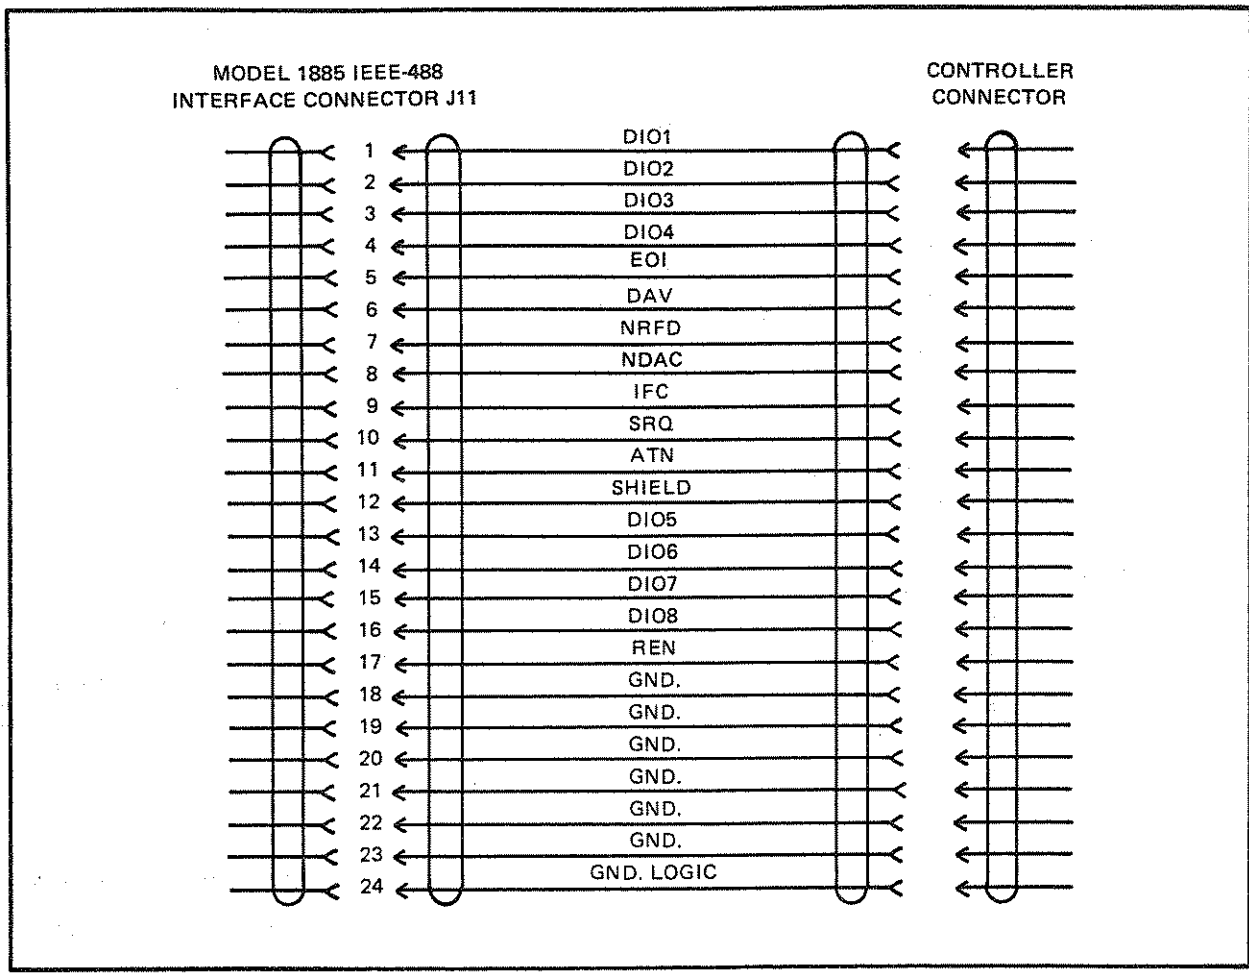 MODEL 1885 IEEE-488
INTERFACE CONNECTOR J11
CONTROLLER
CONNECTOR
1 DIO1
2 DIO2
3 DIO3
4 DIO4
5 EOI
6 DAV
7 NRFD
8 NDAC
9 IFC
10 SRQ
11 ATN
12 SHIELD
13 DIO5
14 DIO6
15 DIO7
16 DIO8
17 REN
18 GND.
19 GND.
20 GND.
21 GND.
22 GND.
23 GND.
24 GND. LOGIC